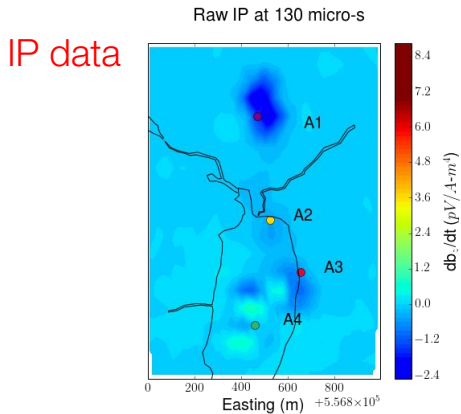 Raw IP at 130 micro-s
IP data
A1
A2
A3
A4
8.4
7.2
6.0
4.8
3.6
2.4
1.2
0.0
−1.2
−2.4
db_z/dt (pV/A-m⁴)
0 200 400 600 800 +5.568×10⁵
Easting (m)